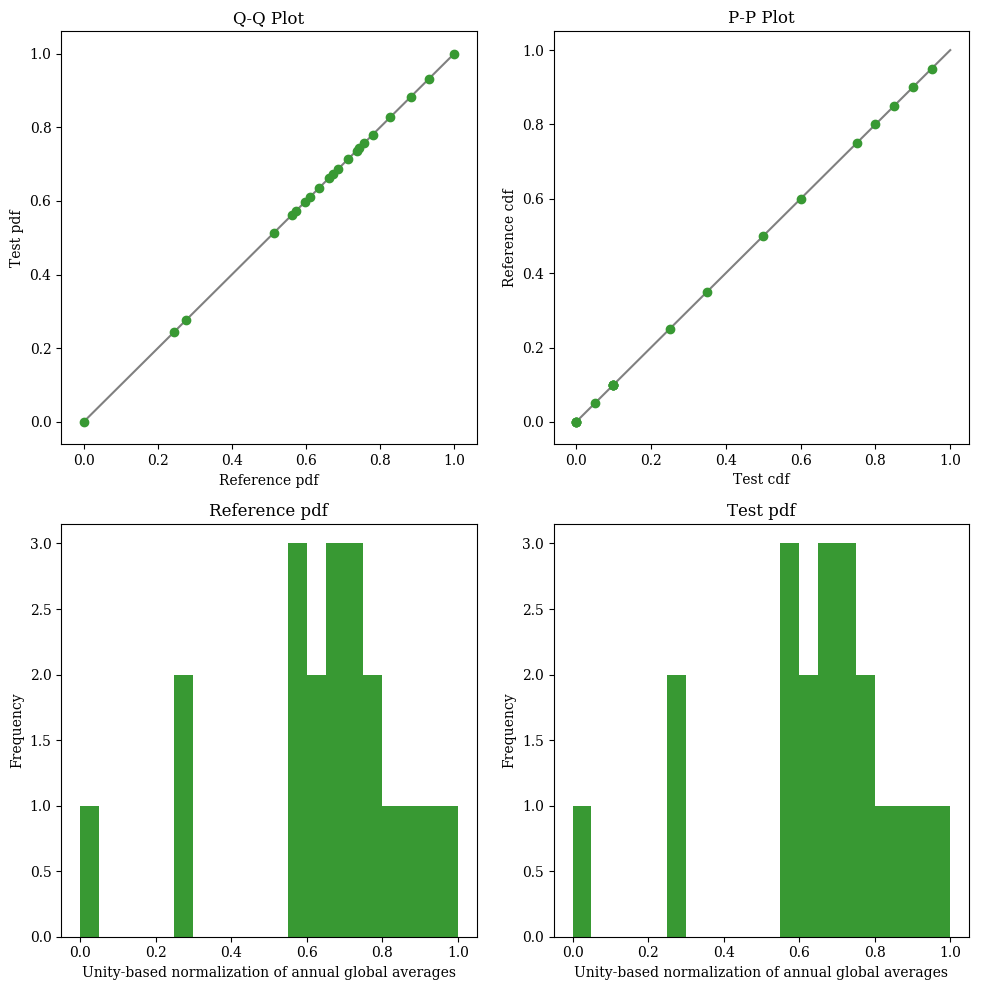 Q-Q Plot
1.0
0.8
0.6
0.4
0.2
0.0
Test pdf
0.0 0.2 0.4 0.6 0.8 1.0
Reference pdf
P-P Plot
1.0
0.8
0.6
0.4
0.2
0.0
Reference cdf
0.0 0.2 0.4 0.6 0.8 1.0
Test cdf
Reference pdf
3.0
2.5
2.0
1.5
1.0
0.5
0.0
Frequency
0.0 0.2 0.4 0.6 0.8 1.0
Unity-based normalization of annual global averages
Test pdf
3.0
2.5
2.0
1.5
1.0
0.5
0.0
Frequency
0.0 0.2 0.4 0.6 0.8 1.0
Unity-based normalization of annual global averages